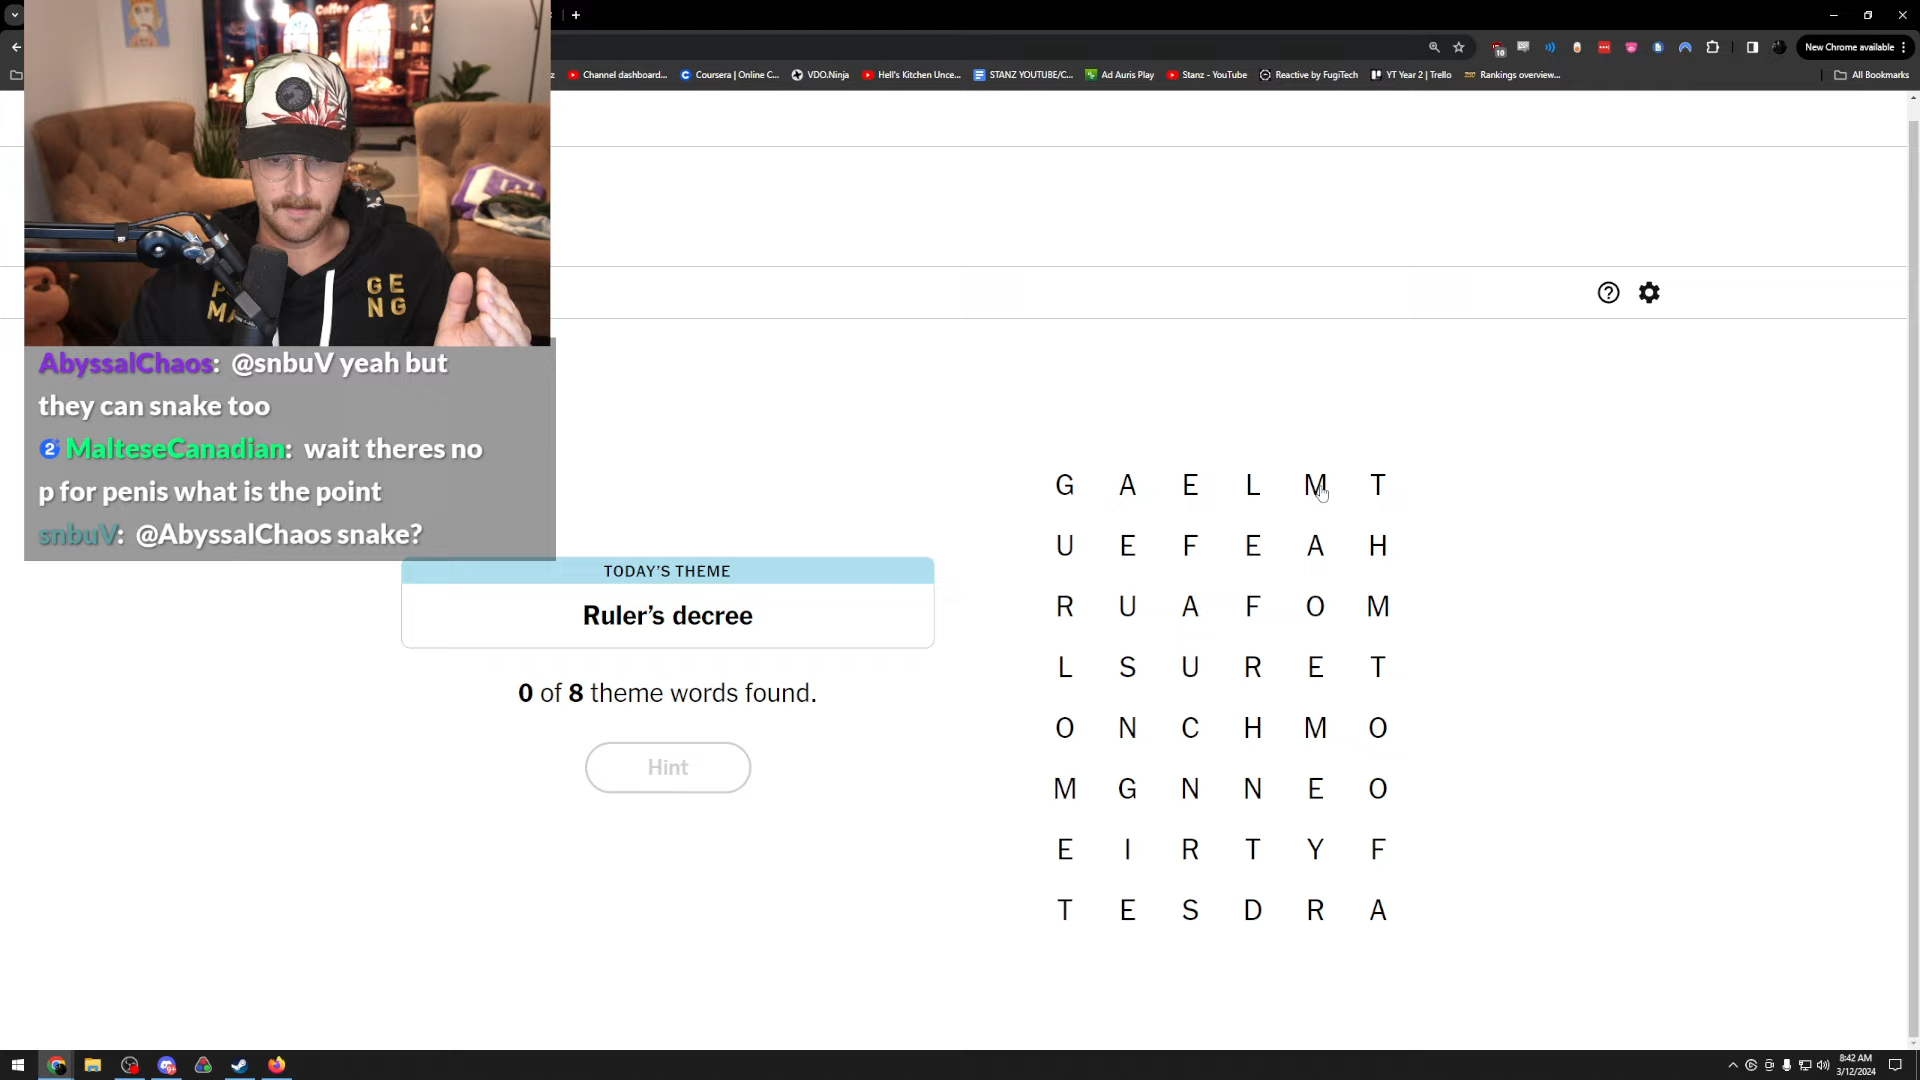 New Chrome available
z
Channel dashboard...
Coursera | Online C...
VDO.Ninja
Hell's Kitchen Unce...
STANZ YOUTUBE/C...
Ad Auris Play
Stanz - YouTube
Reactive by FugiTech
YT Year 2 | Trello
Rankings overview...
All Bookmarks
10
Coffee
GE
NG
AbyssalChaos: @snbuV yeah but
they can snake too
2 MalteseCanadian: wait theres no
p for penis what is the point
snbuV: @AbyssalChaos snake?
TODAY'S THEME
Ruler's decree
0 of 8 theme words found.
Hint
G A E L M T
U E F E A H
R U A F O M
L S U R E T
O N C H M O
M G N N E O
E I R T Y F
T E S D R A
8:42 AM
3/12/2024